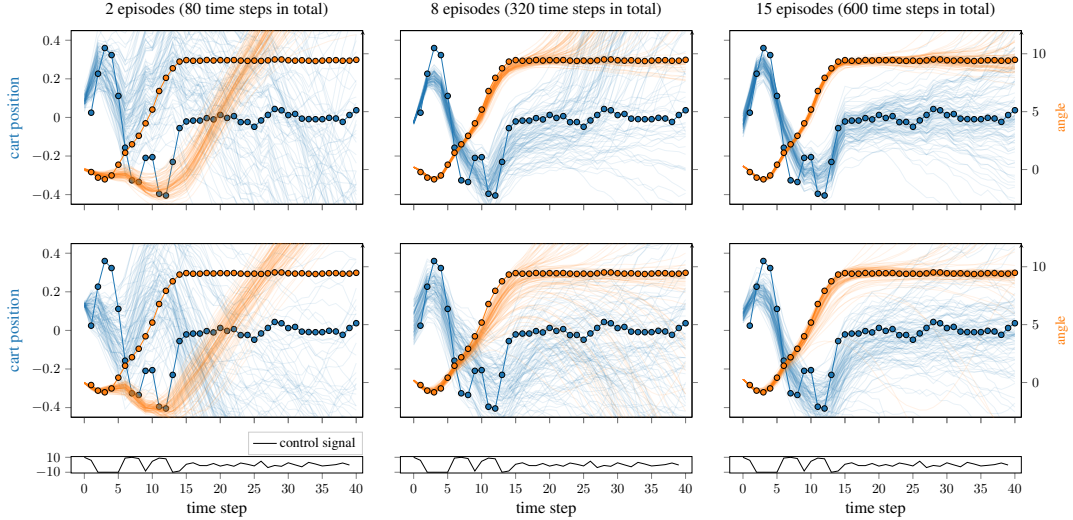 2 episodes (80 time steps in total)
8 episodes (320 time steps in total)
15 episodes (600 time steps in total)
cart position
0.4
0.2
0
−0.2
−0.4
10
5
0
angle
cart position
0.4
0.2
0
−0.2
−0.4
10
5
0
angle
control signal
10
−10
0 5 10 15 20 25 30 35 40
0 5 10 15 20 25 30 35 40
0 5 10 15 20 25 30 35 40
time step
time step
time step